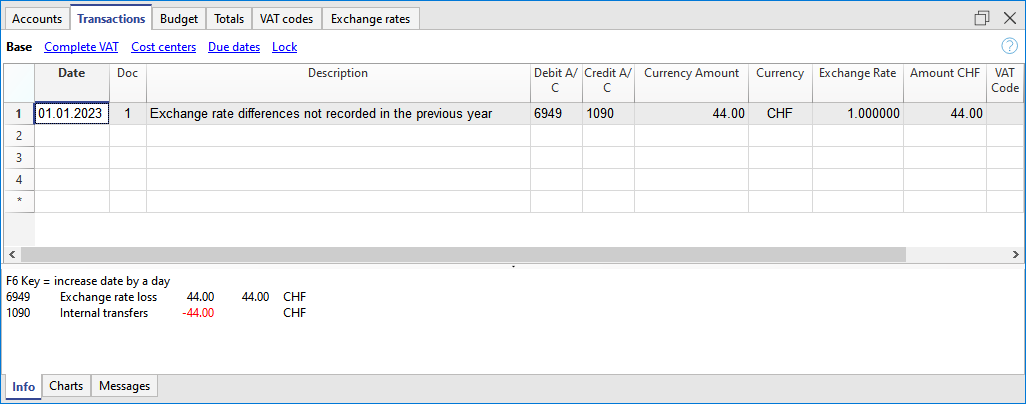 Accounts Transactions Budget Totals VAT codes Exchange rates
Base Complete VAT Cost centers Due dates Lock ?
Date Doc Description Debit A/ Credit A/ Currency Amount Currency Exchange Rate Amount CHF VAT
C C Code
1 01.01.2023 1 Exchange rate differences not recorded in the previous year 6949 1090 44.00 CHF 1.000000 44.00
2
3
4
*
F6 Key = increase date by a day
6949 Exchange rate loss 44.00 44.00 CHF
1090 Internal transfers -44.00 CHF
Info Charts Messages